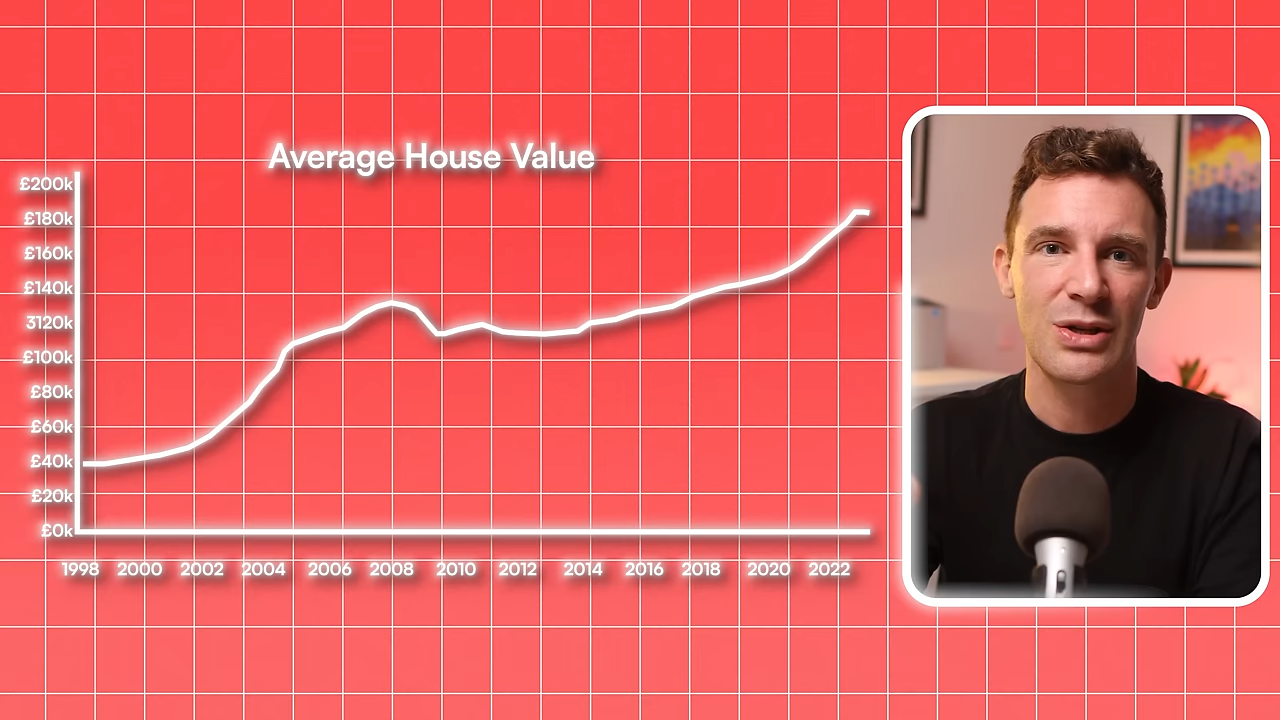 Average House Value
£200k
£180k
£160k
£140k
3120k
£100k
£80k
£60k
£40k
£20k
£0k
1998 2000 2002 2004 2006 2008 2010 2012 2014 2016 2018 2020 2022